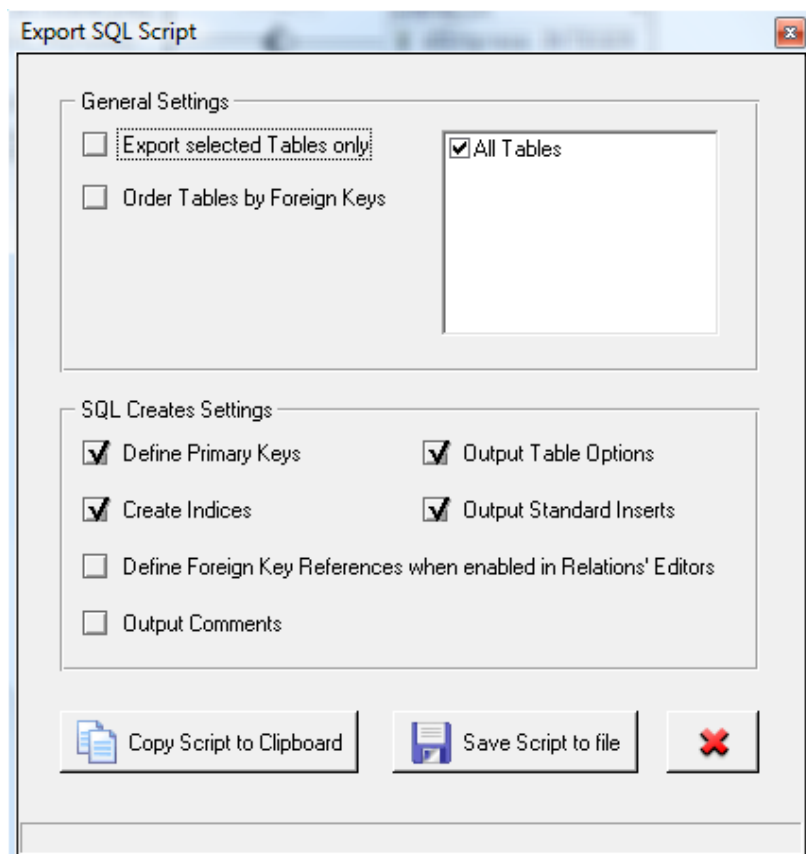 Export SQL Script
General Settings
Export selected Tables only
All Tables
Order Tables by Foreign Keys
SQL Creates Settings
Define Primary Keys
Output Table Options
Create Indices
Output Standard Inserts
Define Foreign Key References when enabled in Relations' Editors
Output Comments
Copy Script to Clipboard
Save Script to file